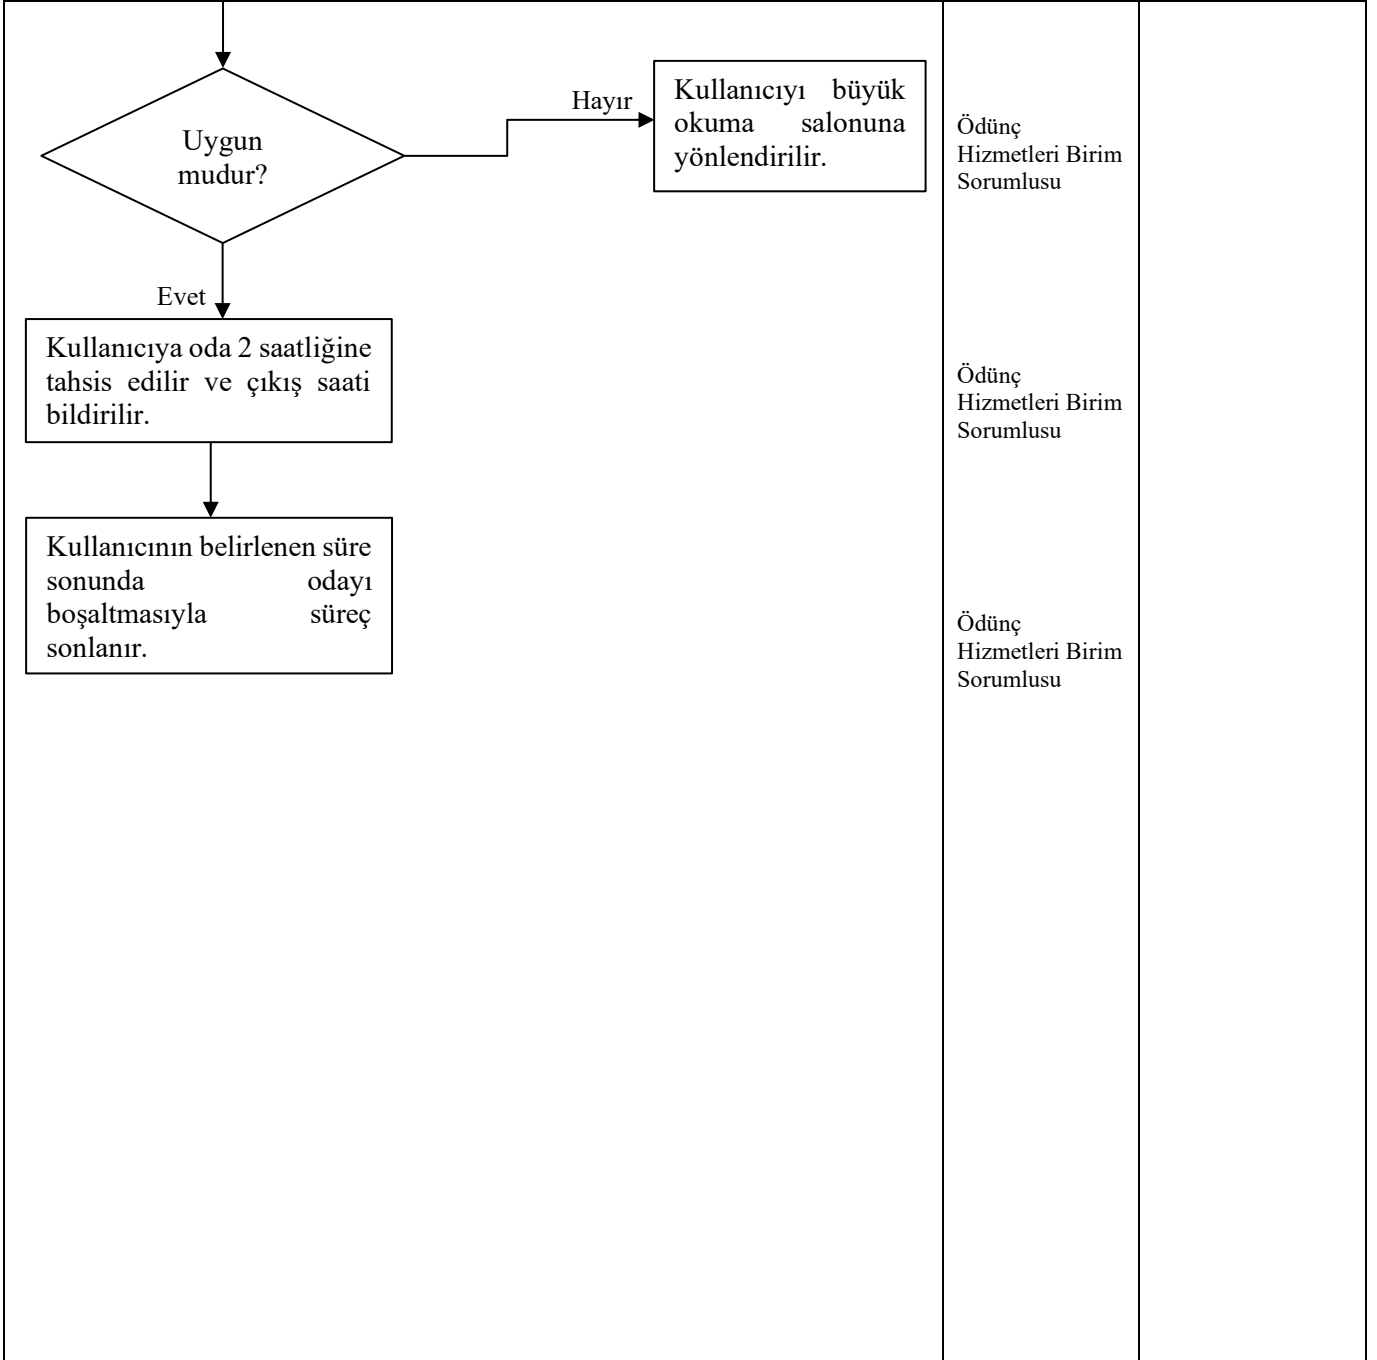 Uygun
mudur?
Hayır
Kullanıcıyı büyük
okuma salonuna
yönlendirilir.
Ödünç
Hizmetleri Birim
Sorumlusu
Evet
Kullanıcıya oda 2 saatliğine
tahsis edilir ve çıkış saati
bildirilir.
Ödünç
Hizmetleri Birim
Sorumlusu
Kullanıcının belirlenen süre
sonunda odayı
boşaltmasıyla süreç
sonlanır.
Ödünç
Hizmetleri Birim
Sorumlusu